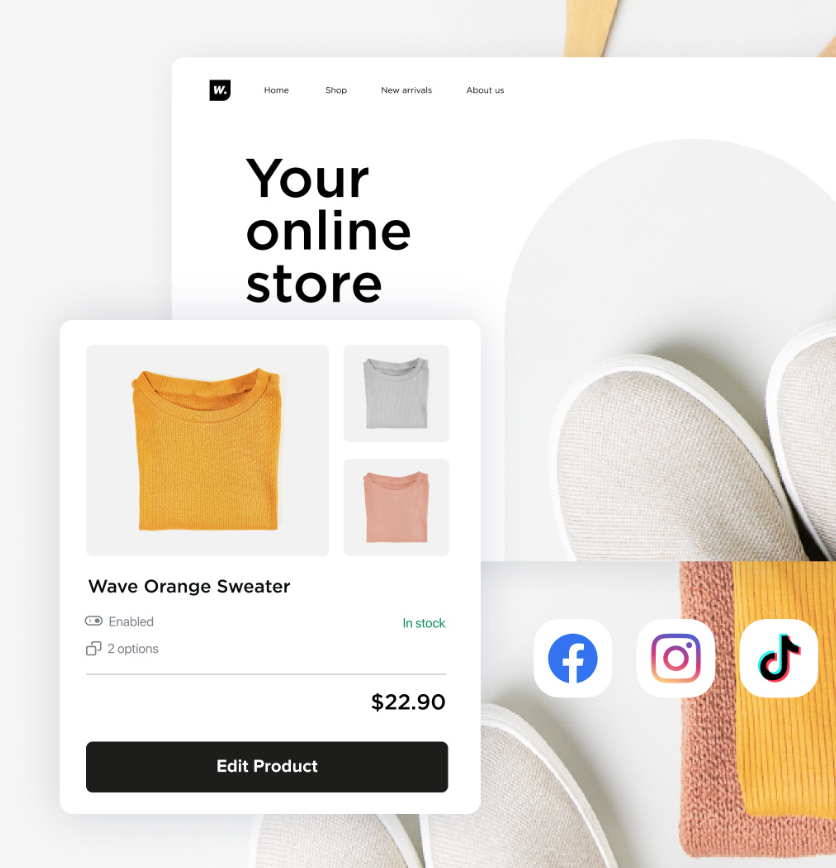 W.
Home Shop New arrivals About us
Your
online
store
Wave Orange Sweater
Enabled
In stock
2 options
$22.90
Edit Product